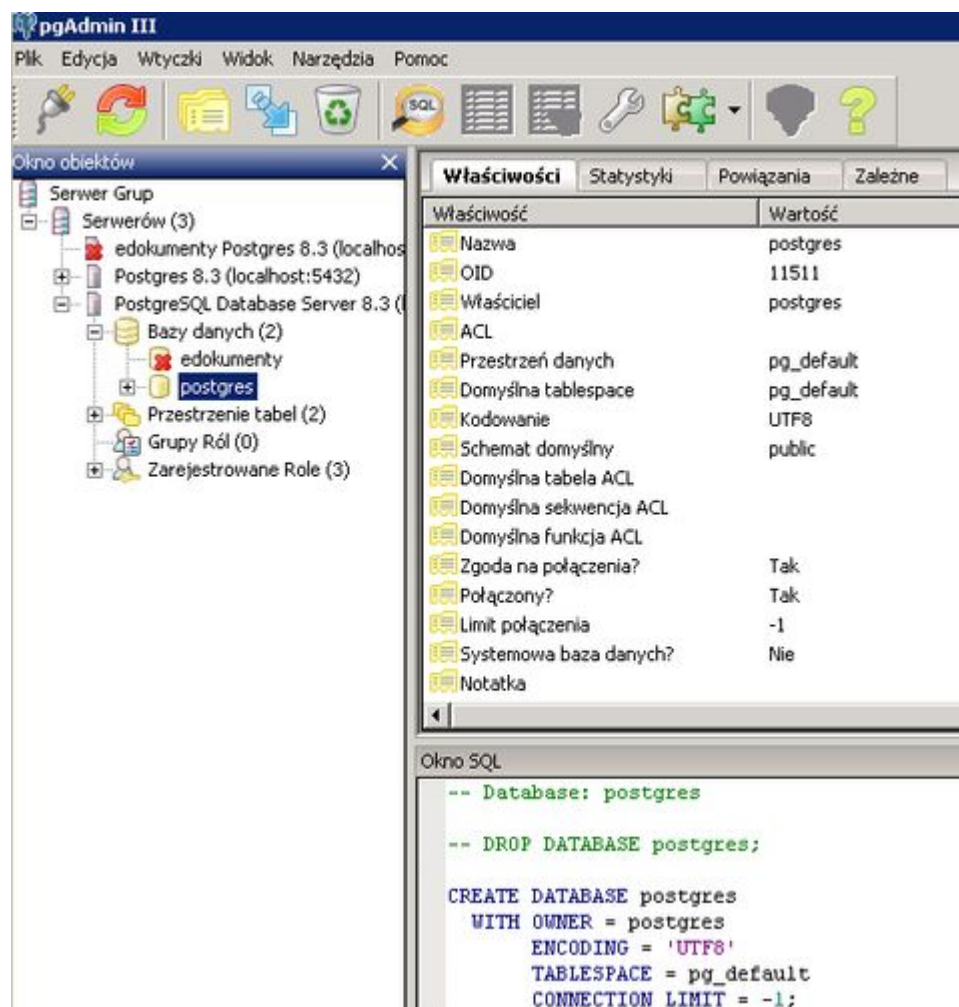 pgAdmin III
Plik Edycja Wtyczki Widok Narzędzia Pomoc
SQL
Okno obiektów
Serwer Grup
Serwerów (3)
edokumenty Postgres 8.3 (localhos
Postgres 8.3 (localhost:5432)
PostgreSQL Database Server 8.3 (l
Bazy danych (2)
edokumenty
postgres
Przestrzenie tabel (2)
Grupy Ról (0)
Zarejestrowane Role (3)
Właściwości Statystyki Powiązania Zależne
Właściwość Wartość
Nazwa postgres
OID 11511
Właściciel postgres
ACL
Przestrzeń danych pg_default
Domyślna tablespace pg_default
Kodowanie UTF8
Schemat domyślny public
Domyślna tabela ACL
Domyślna sekwencja ACL
Domyślna funkcja ACL
Zgoda na połączenia? Tak
Połączony? Tak
Limit połączenia -1
Systemowa baza danych? Nie
Notatka
Okno SQL
-- Database: postgres
-- DROP DATABASE postgres;
CREATE DATABASE postgres
WITH OWNER = postgres
ENCODING = 'UTF8'
TABLESPACE = pg_default
CONNECTION LIMIT = -1;